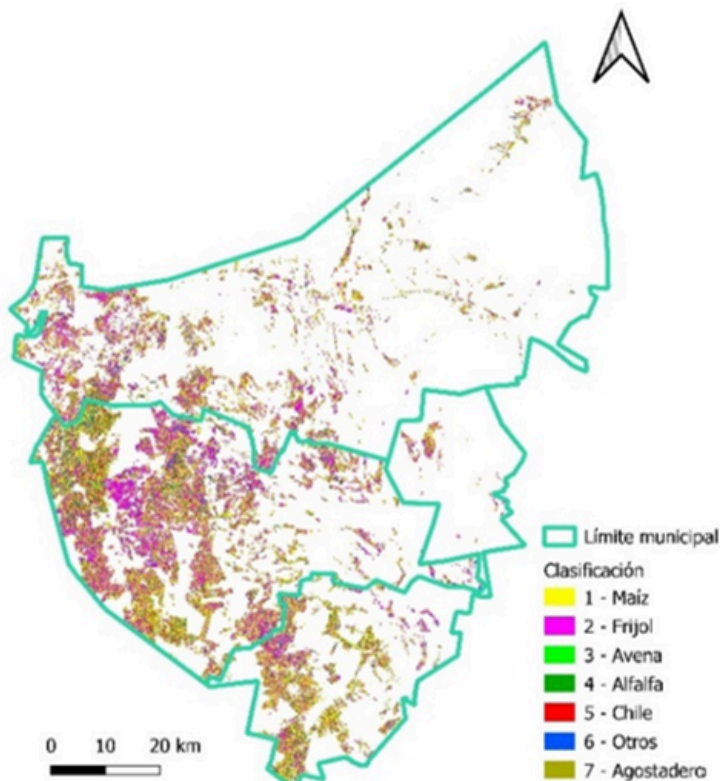 Límite municipal
Clasificación
1 - Maíz
2 - Frijol
3 - Avena
4 - Alfalfa
5 - Chile
6 - Otros
7 - Agostadero
0 10 20 km